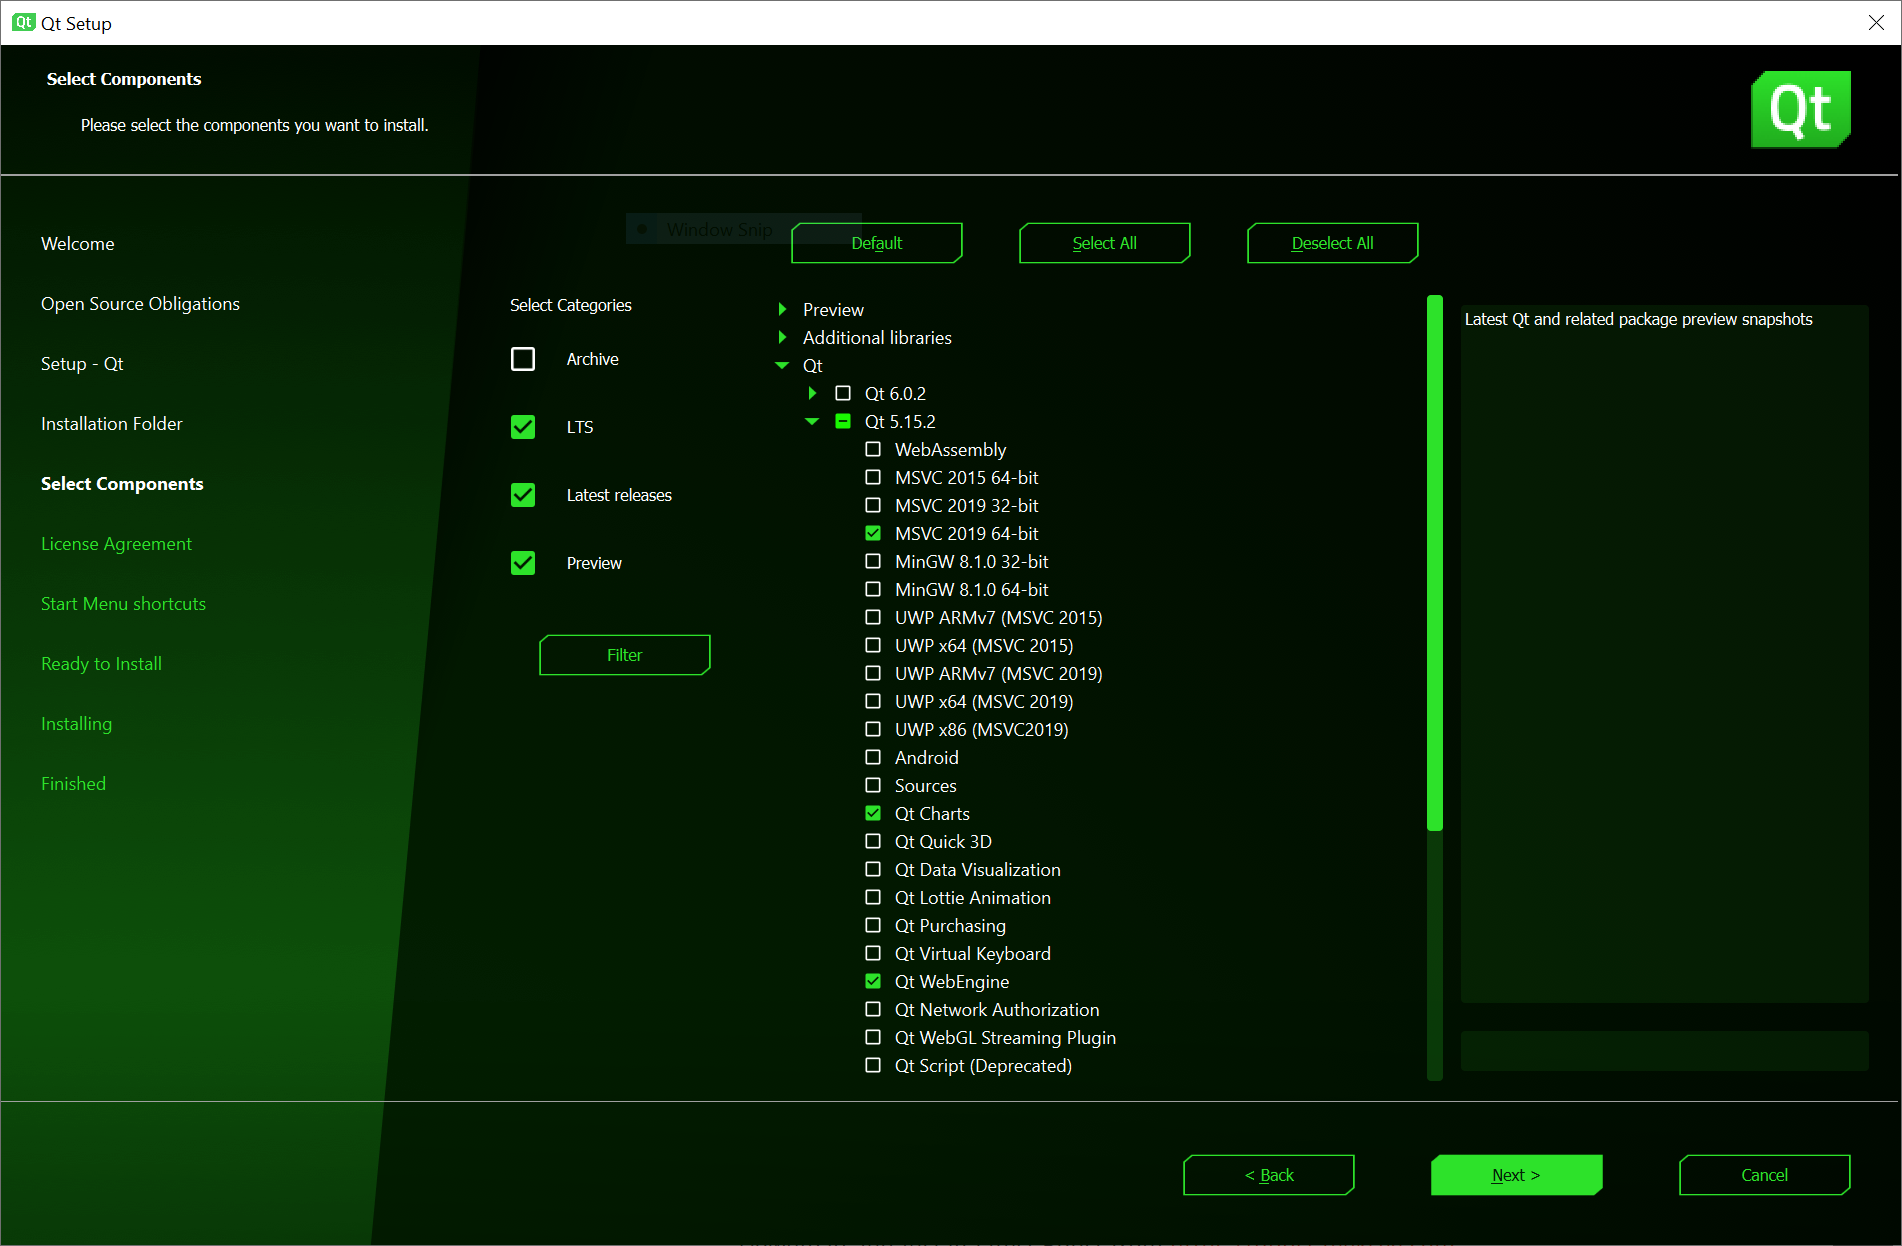 Qt Setup
Select Components
Please select the components you want to install.
Qt
Welcome
Open Source Obligations
Setup - Qt
Installation Folder
Select Components
License Agreement
Start Menu shortcuts
Ready to Install
Installing
Finished
Window Snip
Default
Select All
Deselect All
Select Categories
Archive
LTS
Latest releases
Preview
Filter
Preview
Additional libraries
Qt
Qt 6.0.2
Qt 5.15.2
WebAssembly
MSVC 2015 64-bit
MSVC 2019 32-bit
MSVC 2019 64-bit
MinGW 8.1.0 32-bit
MinGW 8.1.0 64-bit
UWP ARMv7 (MSVC 2015)
UWP x64 (MSVC 2015)
UWP ARMv7 (MSVC 2019)
UWP x64 (MSVC 2019)
UWP x86 (MSVC2019)
Android
Sources
Qt Charts
Qt Quick 3D
Qt Data Visualization
Qt Lottie Animation
Qt Purchasing
Qt Virtual Keyboard
Qt WebEngine
Qt Network Authorization
Qt WebGL Streaming Plugin
Qt Script (Deprecated)
Latest Qt and related package preview snapshots
< Back
Next >
Cancel